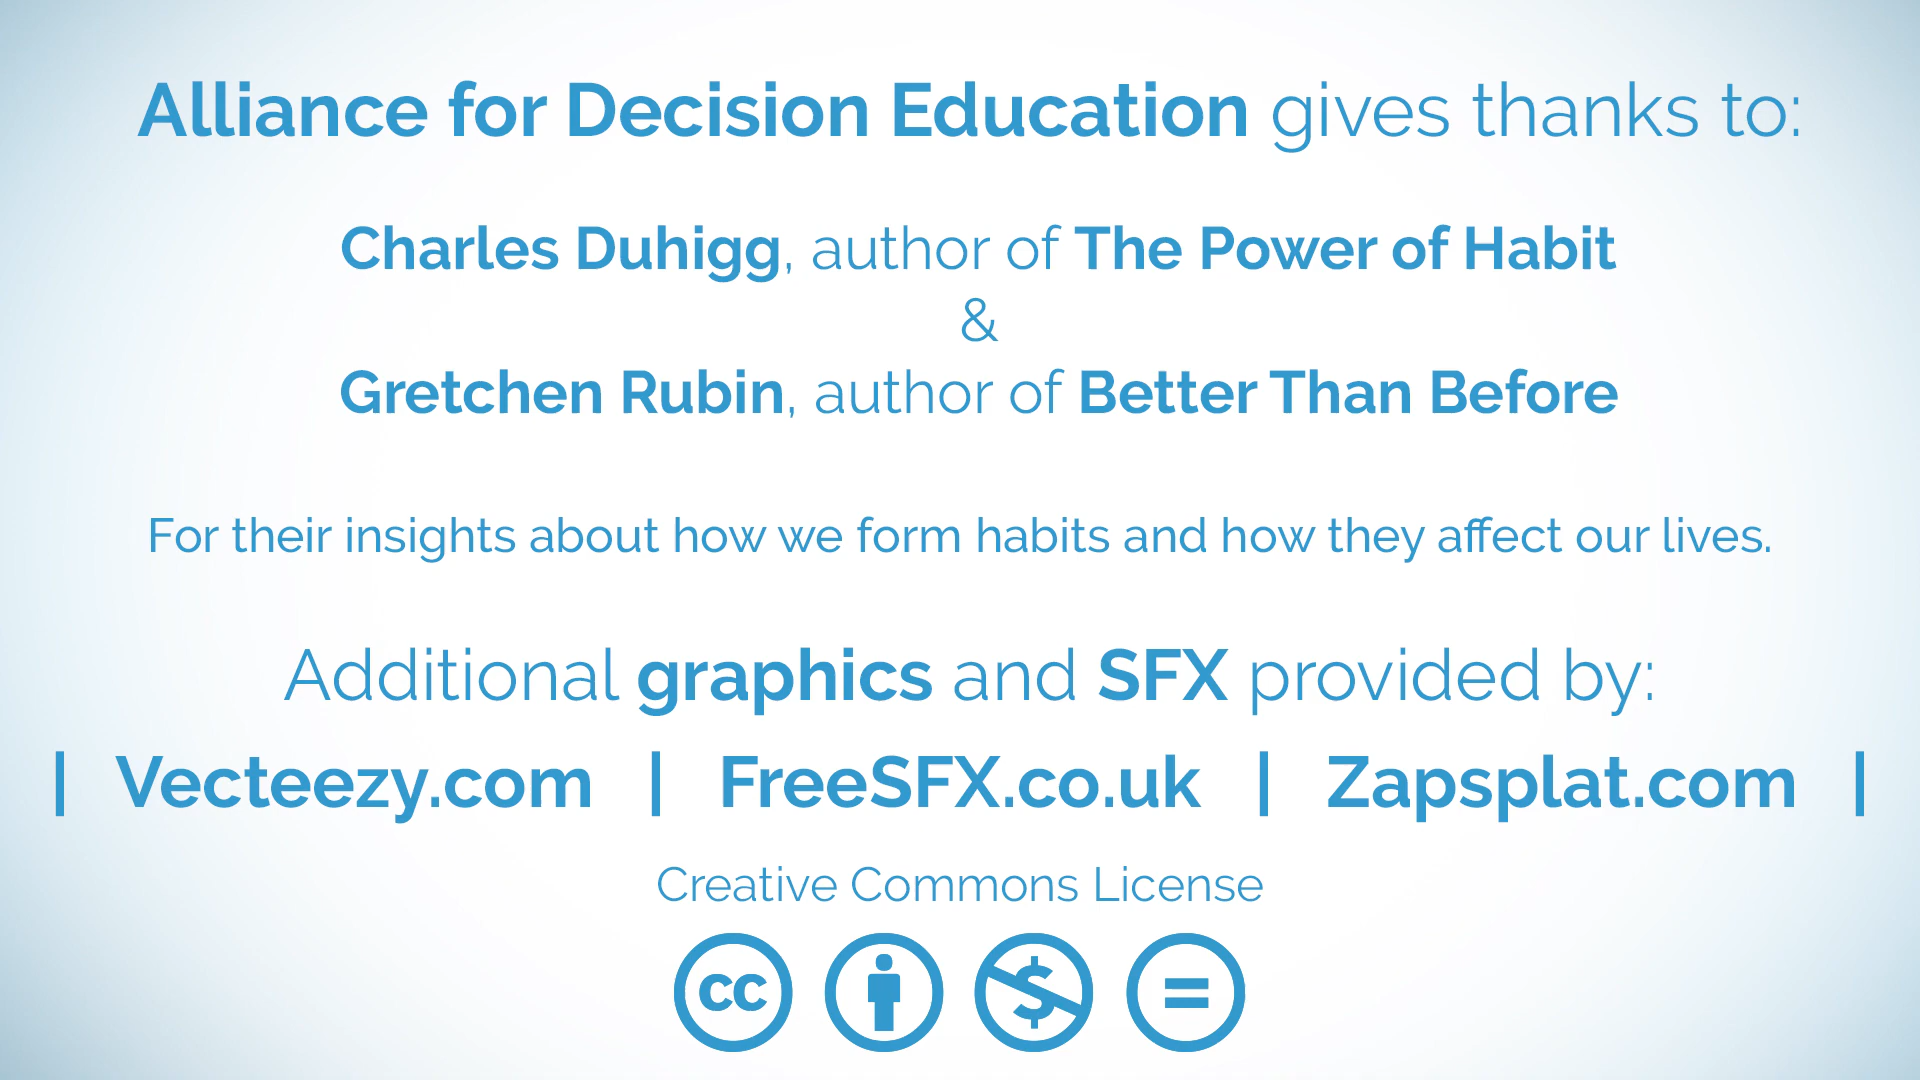 Alliance for Decision Education gives thanks to:
Charles Duhigg, author of The Power of Habit
&
Gretchen Rubin, author of Better Than Before
For their insights about how we form habits and how they affect our lives.
Additional graphics and SFX provided by:
| Vecteezy.com | FreeSFX.co.uk | Zapsplat.com |
Creative Commons License
cc $ =